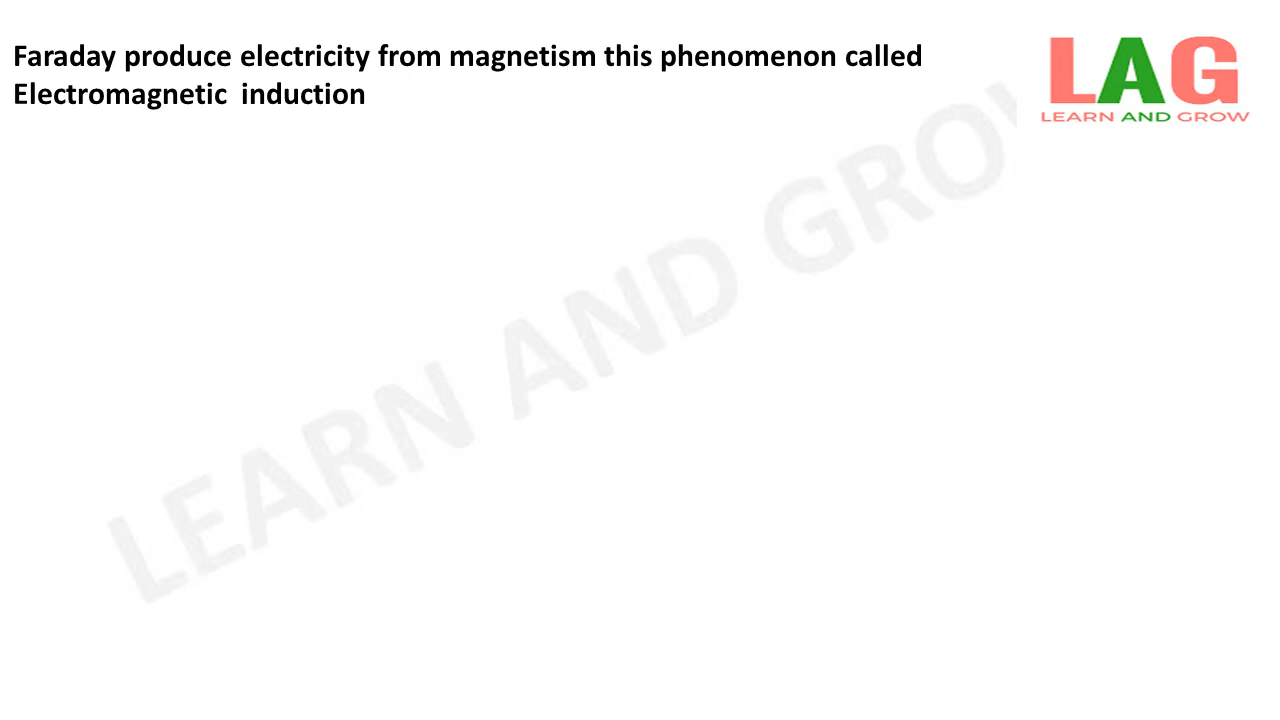 Faraday produce electricity from magnetism this phenomenon called
Electromagnetic  induction
LAG
LEARN AND GROW
LEARN AND GROW